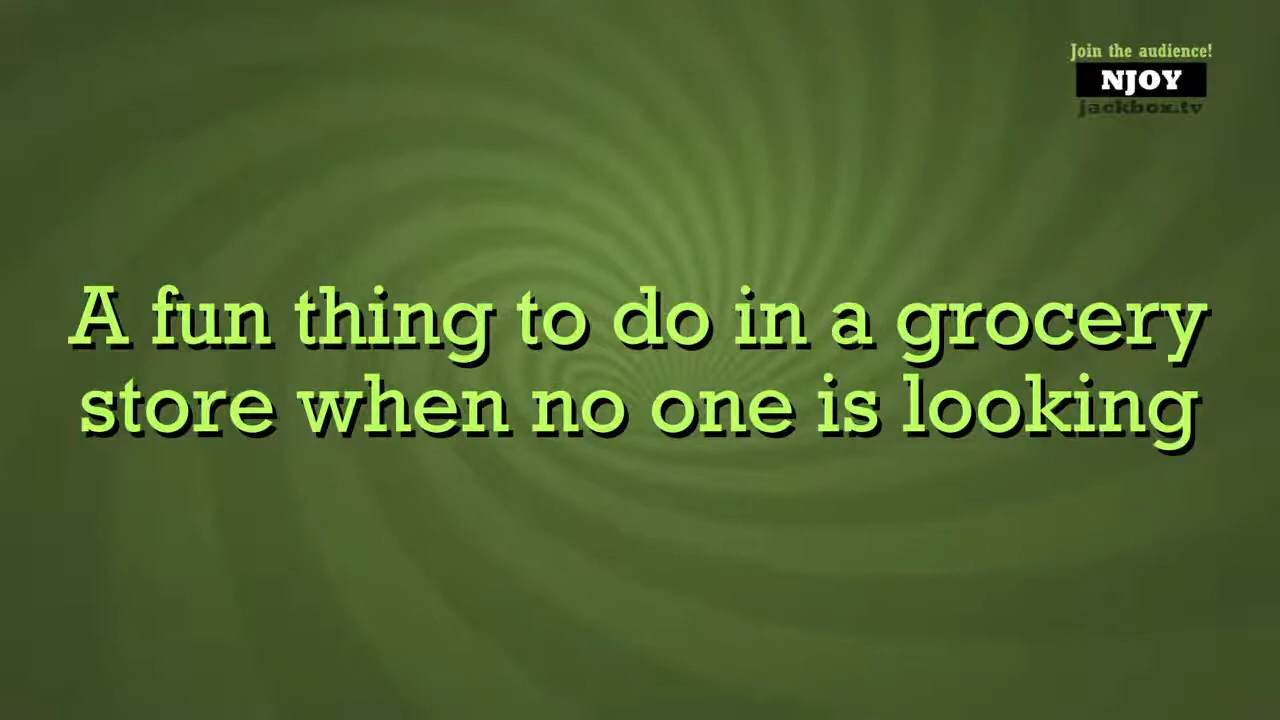 Join the audience!
NJOY
jackbox.tv
A fun thing to do in a grocery
store when no one is looking